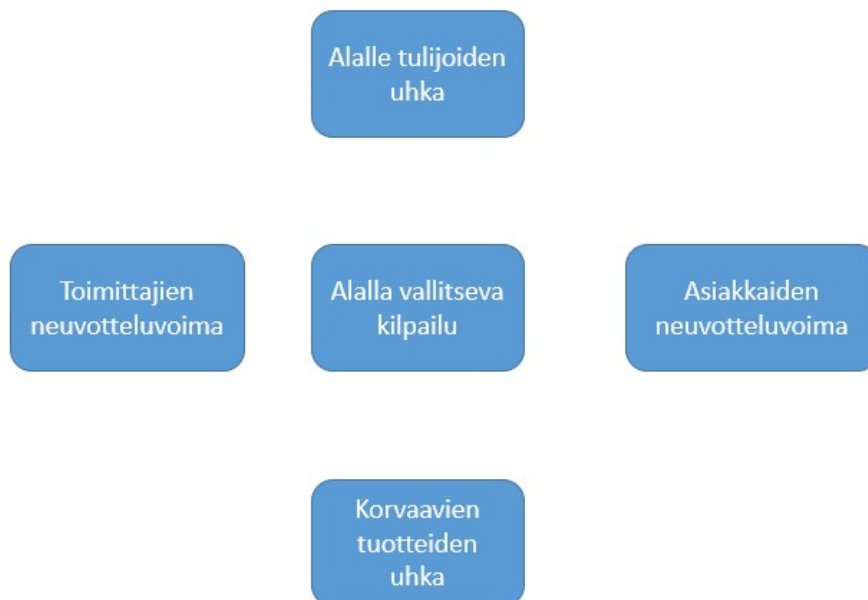 Alalle tulijoiden
uhka
Toimittajien
neuvotteluvoima
Alalla vallitseva
kilpailu
Asiakkaiden
neuvotteluvoima
Korvaavien
tuotteiden
uhka